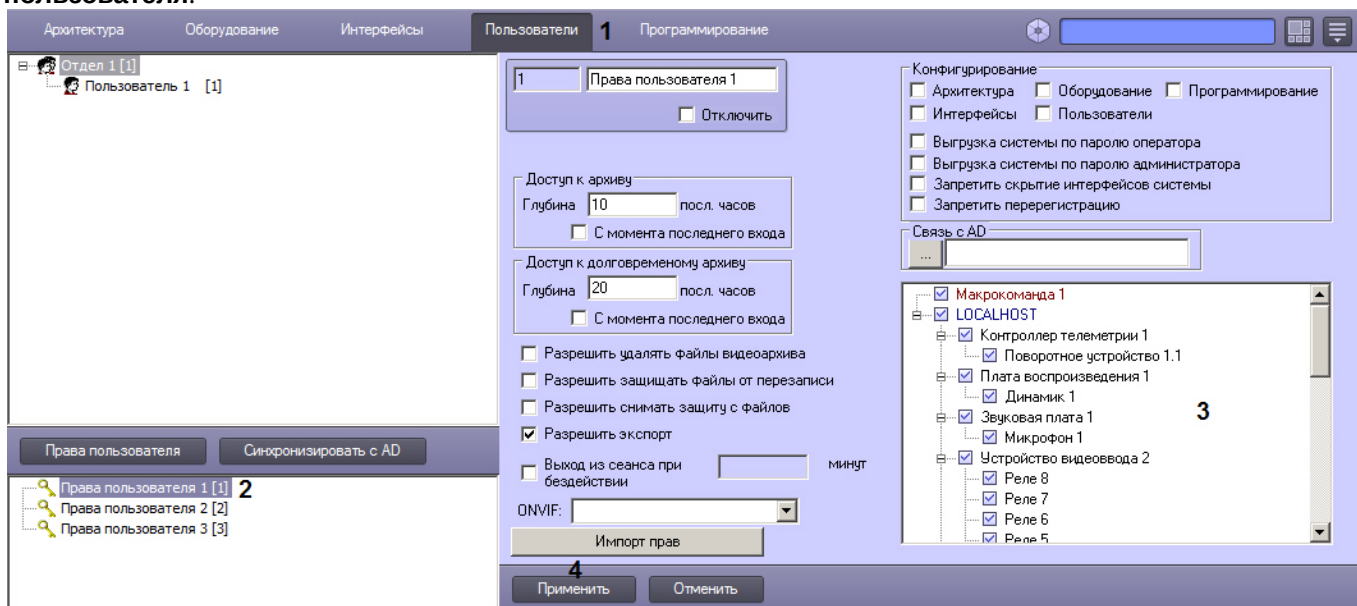 пользователя.
Архитектура Оборудование Интерфейсы Пользователи 1 Программирование
Отдел 1 [1]
Пользователь 1 [1]
Права пользователя Синхронизировать с AD
Права пользователя 1 [1] 2
Права пользователя 2 [2]
Права пользователя 3 [3]
1 Права пользователя 1
Отключить
Доступ к архиву
Глубина 10 посл. часов
С момента последнего входа
Доступ к долговременому архиву
Глубина 20 посл. часов
С момента последнего входа
Разрешить удалять файлы видеоархива
Разрешить защищать файлы от перезаписи
Разрешить снимать защиту с файлов
Разрешить экспорт
Выход из сеанса при минут
бездействии
ONVIF:
Импорт прав
4
Применить Отменить
Конфигурирование
Архитектура Оборудование Программирование
Интерфейсы Пользователи
Выгрузка системы по паролю оператора
Выгрузка системы по паролю администратора
Запретить скрытие интерфейсов системы
Запретить перерегистрацию
Связь с AD
...
Макрокоманда 1
LOCALHOST
Контроллер телеметрии 1
Поворотное устройство 1.1
Плата воспроизведения 1
Динамик 1
Звуковая плата 1 3
Микрофон 1
Устройство видеоввода 2
Реле 8
Реле 7
Реле 6
Реле 5